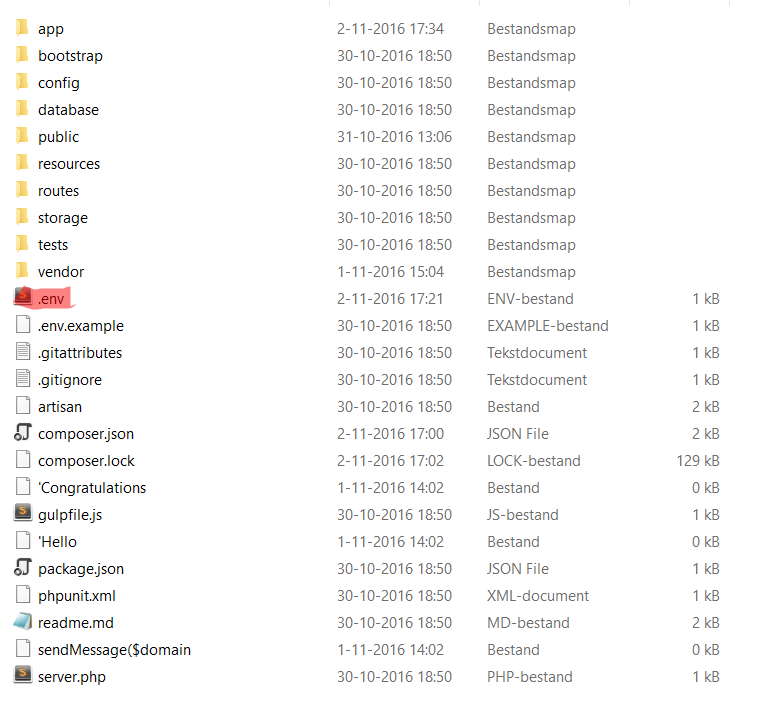 app 2-11-2016 17:34 Bestandsmap
bootstrap 30-10-2016 18:50 Bestandsmap
config 30-10-2016 18:50 Bestandsmap
database 30-10-2016 18:50 Bestandsmap
public 31-10-2016 13:06 Bestandsmap
resources 30-10-2016 18:50 Bestandsmap
routes 30-10-2016 18:50 Bestandsmap
storage 30-10-2016 18:50 Bestandsmap
tests 30-10-2016 18:50 Bestandsmap
vendor 1-11-2016 15:04 Bestandsmap
.env 2-11-2016 17:21 ENV-bestand 1 kB
.env.example 30-10-2016 18:50 EXAMPLE-bestand 1 kB
.gitattributes 30-10-2016 18:50 Tekstdocument 1 kB
.gitignore 30-10-2016 18:50 Tekstdocument 1 kB
artisan 30-10-2016 18:50 Bestand 2 kB
composer.json 2-11-2016 17:00 JSON File 2 kB
composer.lock 2-11-2016 17:02 LOCK-bestand 129 kB
'Congratulations 1-11-2016 14:02 Bestand 0 kB
gulpfile.js 30-10-2016 18:50 JS-bestand 1 kB
'Hello 1-11-2016 14:02 Bestand 0 kB
package.json 30-10-2016 18:50 JSON File 1 kB
phpunit.xml 30-10-2016 18:50 XML-document 1 kB
readme.md 30-10-2016 18:50 MD-bestand 2 kB
sendMessage($domain 1-11-2016 14:02 Bestand 0 kB
server.php 30-10-2016 18:50 PHP-bestand 1 kB